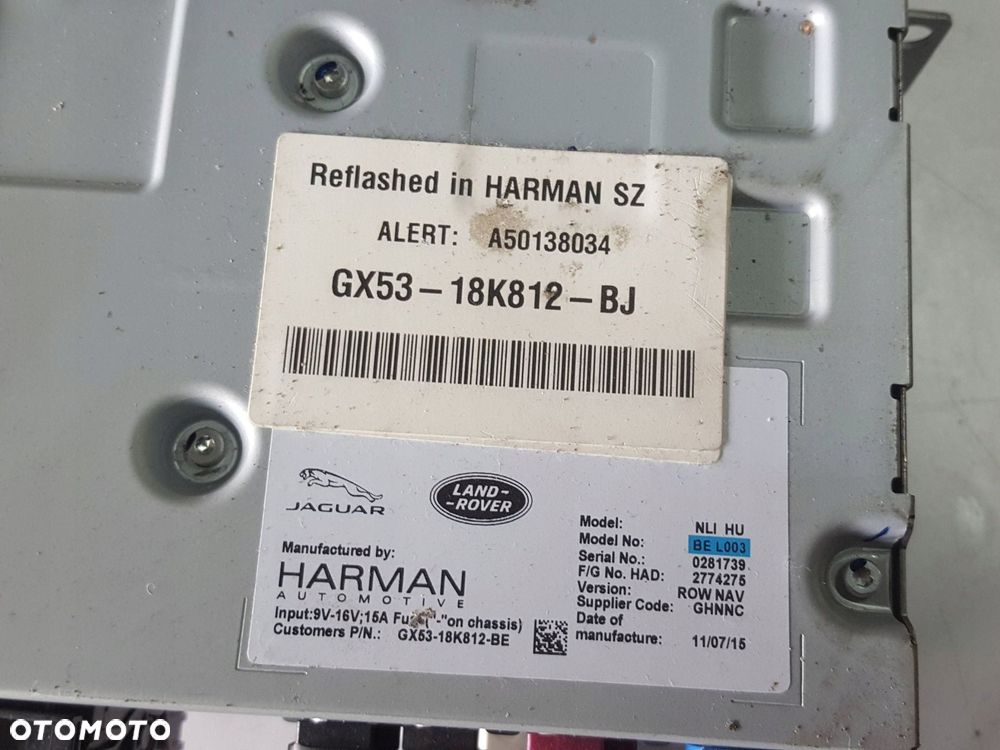 Reflashed in HARMAN SZ
ALERT: A50138034
GX53-18K812-BJ
JAGUAR
LAND-
-ROVER
Manufactured by:
HARMAN
AUTOMOTIVE
Input:9V-16V;15A ("-"on chassis)
Customers P/N.: GX53-18K812-BE
Model: NLI HU
Model No: BE L003
Serial No.: 0281739
F/G No. HAD: 2774275
Version: ROW NAV
Supplier Code: GHNNC
Date of
manufacture: 11/07/15
OTOMOTO